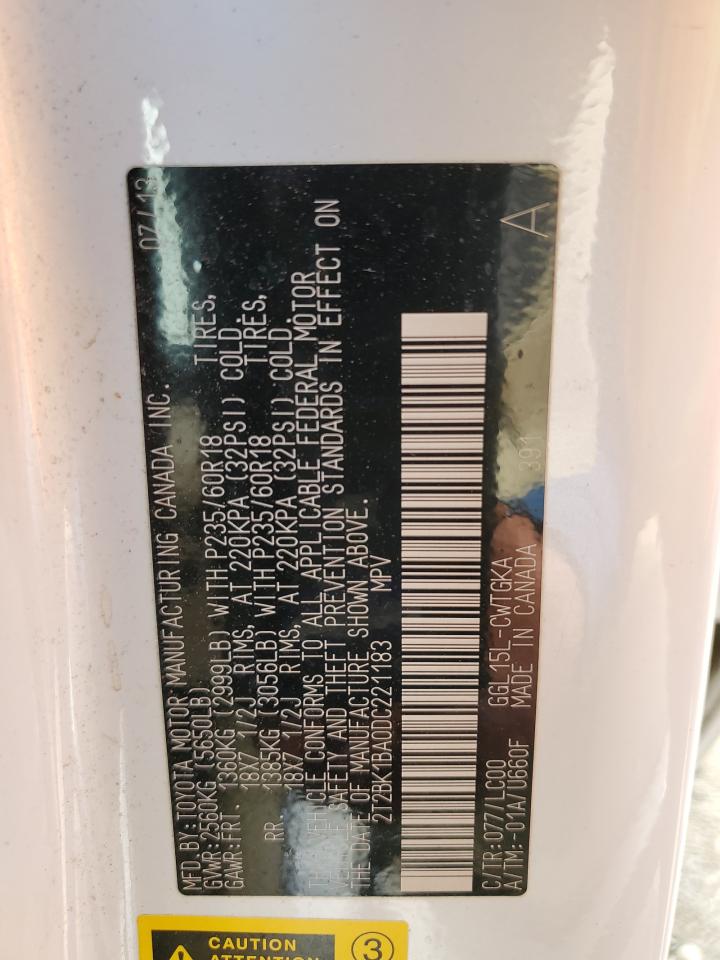 MFD.BY:TOYOTA MOTOR MANUFACTURING CANADA INC. 07/13
GVWR:2560KG (5650LB)
GAWR:FRT 1360KG (2999LB) WITH P235/60R18 TIRES,
18X7 1/2J RIMS, AT 220KPA (32PSI) COLD
RR 1385KG (3056LB) WITH P235/60R18 TIRES,
18X7 1/2J RIMS, AT 220KPA (32PSI) COLD
THIS VEHICLE CONFORMS TO ALL APPLICABLE FEDERAL MOTOR
VEHICLE SAFETY AND THEFT PREVENTION STANDARDS IN EFFECT ON
THE DATE OF MANUFACTURE SHOWN ABOVE.
2T2BK1BA0DC221183 MPV
C/TR:077/LC00 GGL15L-CWTGKA
A/TM:-01A/U660F MADE IN CANADA 391 A
CAUTION
ATTENTION
3